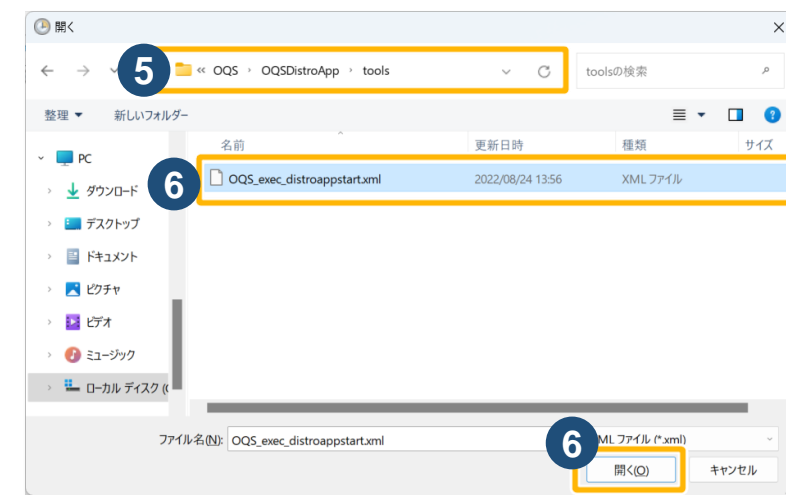 開く
5
« OQS › OQSDistroApp › tools
toolsの検索
整理
新しいフォルダー
名前
更新日時
種類
サイズ
PC
6
OQS_exec_distroappstart.xml
2022/08/24 13:56
XML ファイル
ダウンロード
デスクトップ
ドキュメント
ピクチャ
ビデオ
ミュージック
ローカル ディスク (
ファイル名(N):
OQS_exec_distroappstart.xml
6
ML ファイル (*.xml)
開く(O)
キャンセル